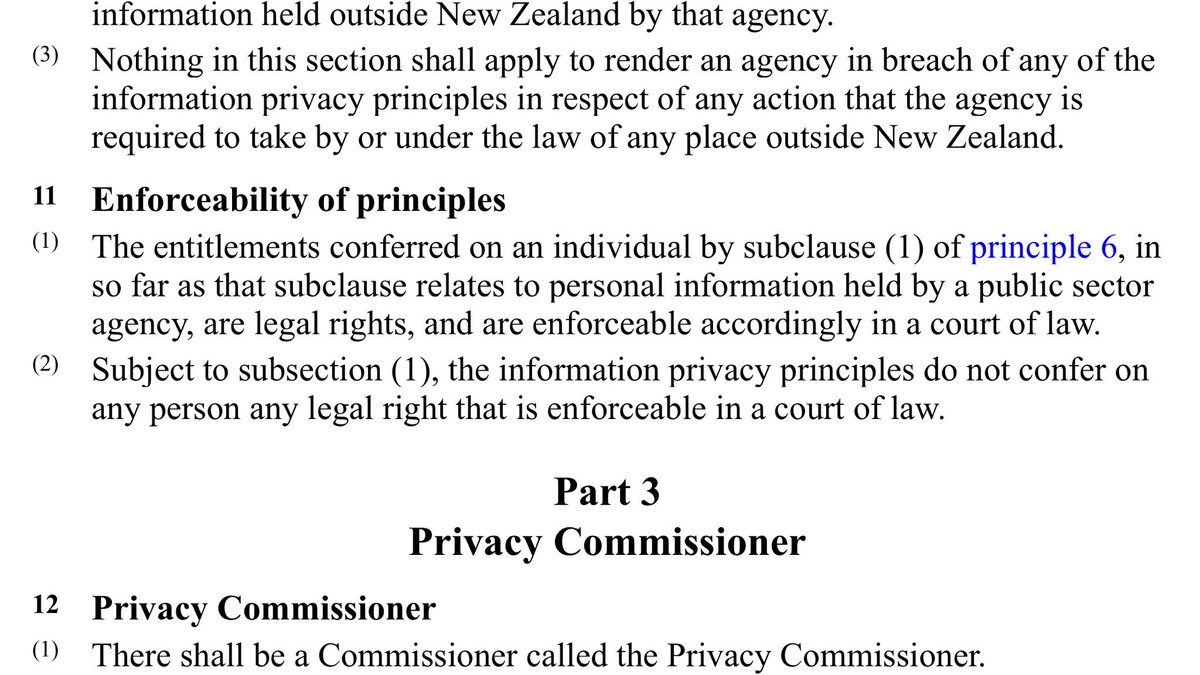 information held outside New Zealand by that agency.
(3) Nothing in this section shall apply to render an agency in breach of any of the
information privacy principles in respect of any action that the agency is
required to take by or under the law of any place outside New Zealand.
11 Enforceability of principles
(1) The entitlements conferred on an individual by subclause (1) of principle 6, in
so far as that subclause relates to personal information held by a public sector
agency, are legal rights, and are enforceable accordingly in a court of law.
(2) Subject to subsection (1), the information privacy principles do not confer on
any person any legal right that is enforceable in a court of law.
Part 3
Privacy Commissioner
12 Privacy Commissioner
(1) There shall be a Commissioner called the Privacy Commissioner.